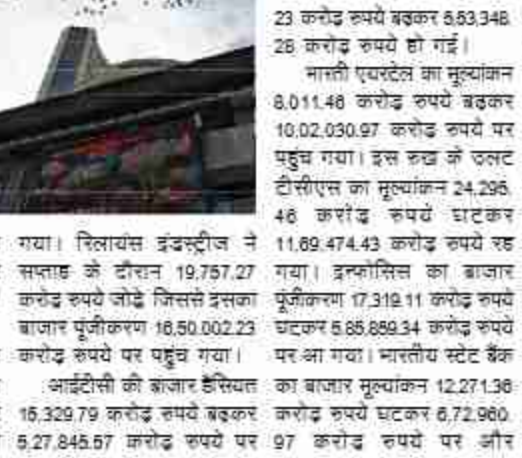 गया। रिलायंस इंडस्ट्रीज ने
सप्ताह के दौरान 19,757.27
करोड़ रुपये जोड़े जिससे इसका
बाजार पूंजीकरण 16,50,002.23
करोड़ रुपये पर पहुंच गया।
आईटीसी की बाजार हैसियत
15,329.79 करोड़ रुपये बढ़कर
5,27,845.57 करोड़ रुपये पर
23 करोड़ रुपये बढ़कर 5,53,348.
28 करोड़ रुपये हो गई।
भारती एयरटेल का मूल्यांकन
8,011.46 करोड़ रुपये बढ़कर
10,02,030.97 करोड़ रुपये पर
पहुंच गया। इस रुख के उलट
टीसीएस का मूल्यांकन 24,295.
46 करोड़ रुपये घटकर
11,69,474.43 करोड़ रुपये रह
गया। इन्फोसिस का बाजार
पूंजीकरण 17,319.11 करोड़ रुपये
घटकर 5,85,859.34 करोड़ रुपये
पर आ गया। भारतीय स्टेट बैंक
का बाजार मूल्यांकन 12,271.36
करोड़ रुपये घटकर 6,72,960.
97 करोड़ रुपये पर और